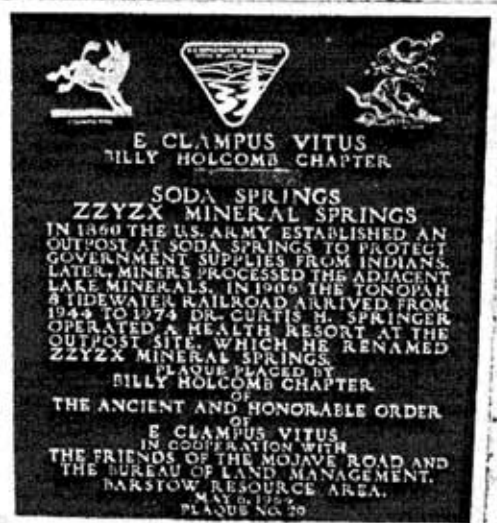 E CLAMPUS VITUS
BILLY HOLCOMB CHAPTER
SODA SPRINGS
ZZYZX MINERAL SPRINGS
IN 1860 THE U.S. ARMY ESTABLISHED AN
OUTPOST AT SODA SPRINGS TO PROTECT
GOVERNMENT SUPPLIES FROM INDIANS.
LATER, MINERS PROCESSED THE ADJACENT
LAKE MINERALS. IN 1906 THE TONOPAH
& TIDEWATER RAILROAD ARRIVED. FROM
1944 TO 1974 DR. CURTIS H. SPRINGER
OPERATED A HEALTH RESORT AT THE
OUTPOST SITE, WHICH HE RENAMED
ZZYZX MINERAL SPRINGS.
PLAQUE PLACED BY
BILLY HOLCOMB CHAPTER
OF
THE ANCIENT AND HONORABLE ORDER
OF
E CLAMPUS VITUS
IN COOPERATION WITH
THE FRIENDS OF THE MOJAVE ROAD AND
THE BUREAU OF LAND MANAGEMENT,
BARSTOW RESOURCE AREA.
MAY 6,
PLAQUE NO. 20